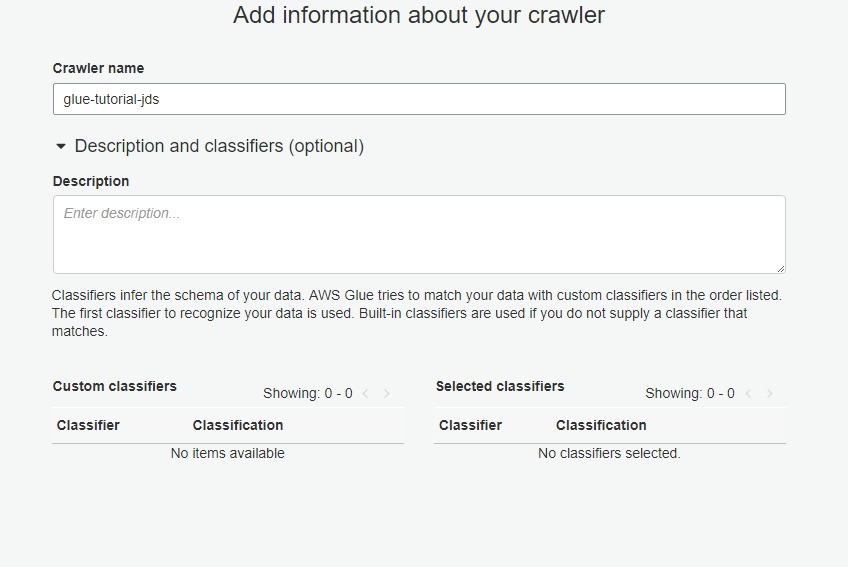 Add information about your crawler
Crawler name
glue-tutorial-jds
Description and classifiers (optional)
Description
Enter description...
Classifiers infer the schema of your data. AWS Glue tries to match your data with custom classifiers in the order listed.
The first classifier to recognize your data is used. Built-in classifiers are used if you do not supply a classifier that
matches.
Custom classifiers
Showing: 0 - 0
Classifier Classification
No items available
Selected classifiers
Showing: 0 - 0
Classifier Classification
No classifiers selected.